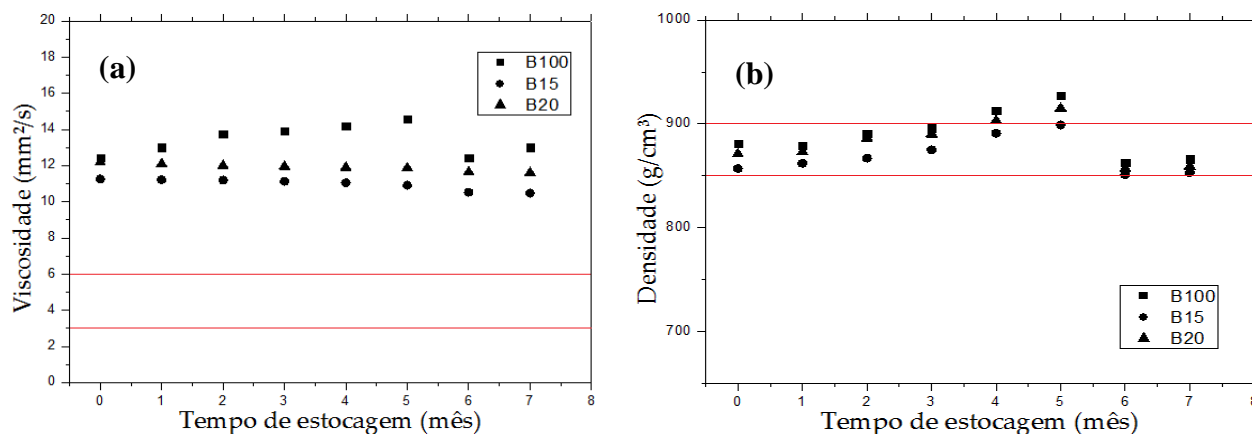 (a)
Viscosidade (mm²/s)
20
18
16
14
12
10
8
6
4
2
0
B100
B15
B20
0 1 2 3 4 5 6 7 8
Tempo de estocagem (mês)
(b)
Densidade (g/cm³)
1000
900
800
700
B100
B15
B20
0 1 2 3 4 5 6 7 8
Tempo de estocagem (mês)